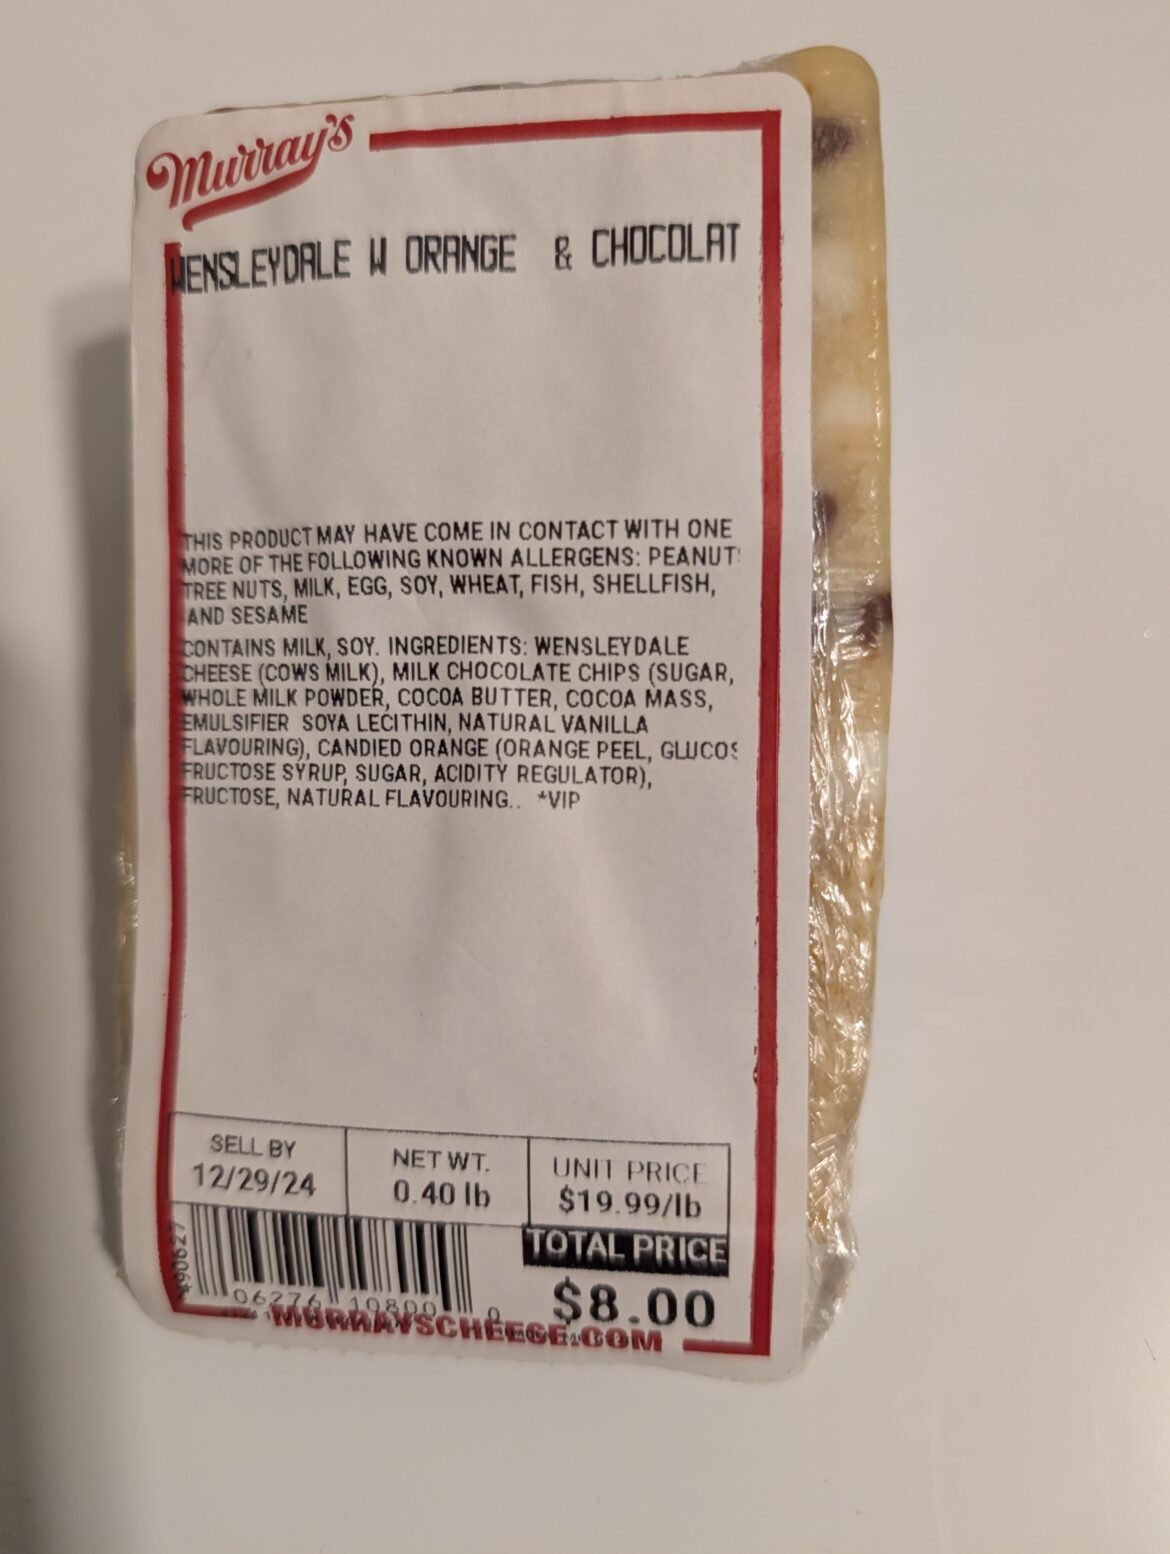 Murray's
WENSLEYDALE W ORANGE & CHOCOLAT
THIS PRODUCT MAY HAVE COME IN CONTACT WITH ONE
MORE OF THE FOLLOWING KNOWN ALLERGENS: PEANUT
TREE NUTS, MILK, EGG, SOY, WHEAT, FISH, SHELLFISH,
AND SESAME
CONTAINS MILK, SOY. INGREDIENTS: WENSLEYDALE
CHEESE (COWS MILK), MILK CHOCOLATE CHIPS (SUGAR,
WHOLE MILK POWDER, COCOA BUTTER, COCOA MASS,
EMULSIFIER SOYA LECITHIN, NATURAL VANILLA
FLAVOURING), CANDIED ORANGE (ORANGE PEEL, GLUCOS
FRUCTOSE SYRUP, SUGAR, ACIDITY REGULATOR),
FRUCTOSE, NATURAL FLAVOURING.. *VIP
SELL BY
12/29/24
NET WT.
0.40 lb
UNIT PRICE
$19.99/lb
TOTAL PRICE
$8.00
490627
06276 10800 0
MURRAYSCHEESE.COM